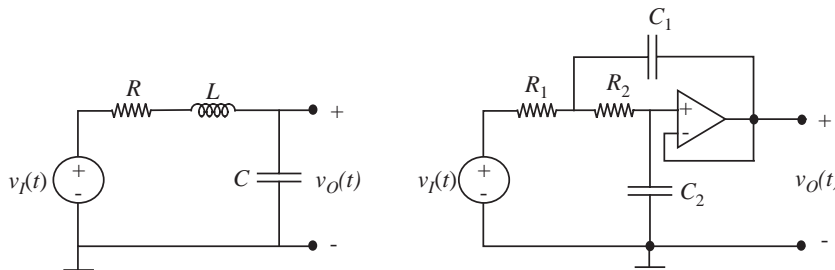 R
L
+
v_I(t)
+
-
C
v_O(t)
-
C_1
R_1
R_2
+
-
+
v_I(t)
+
-
C_2
v_O(t)
-